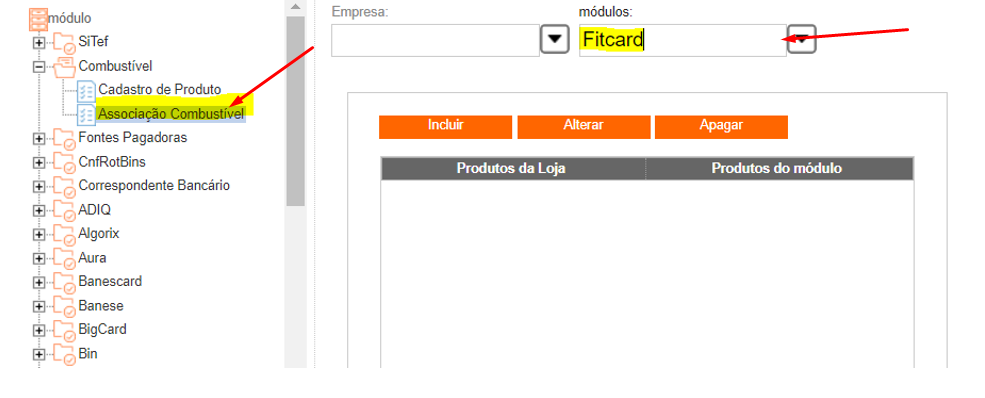 módulo
SiTef
Combustível
Cadastro de Produto
Associação Combustível
Fontes Pagadoras
CnfRotBins
Correspondente Bancário
ADIQ
Algorix
Aura
Banescard
Banese
BigCard
Bin
Empresa:
módulos:
Fitcard
Incluir Alterar Apagar
Produtos da Loja Produtos do módulo